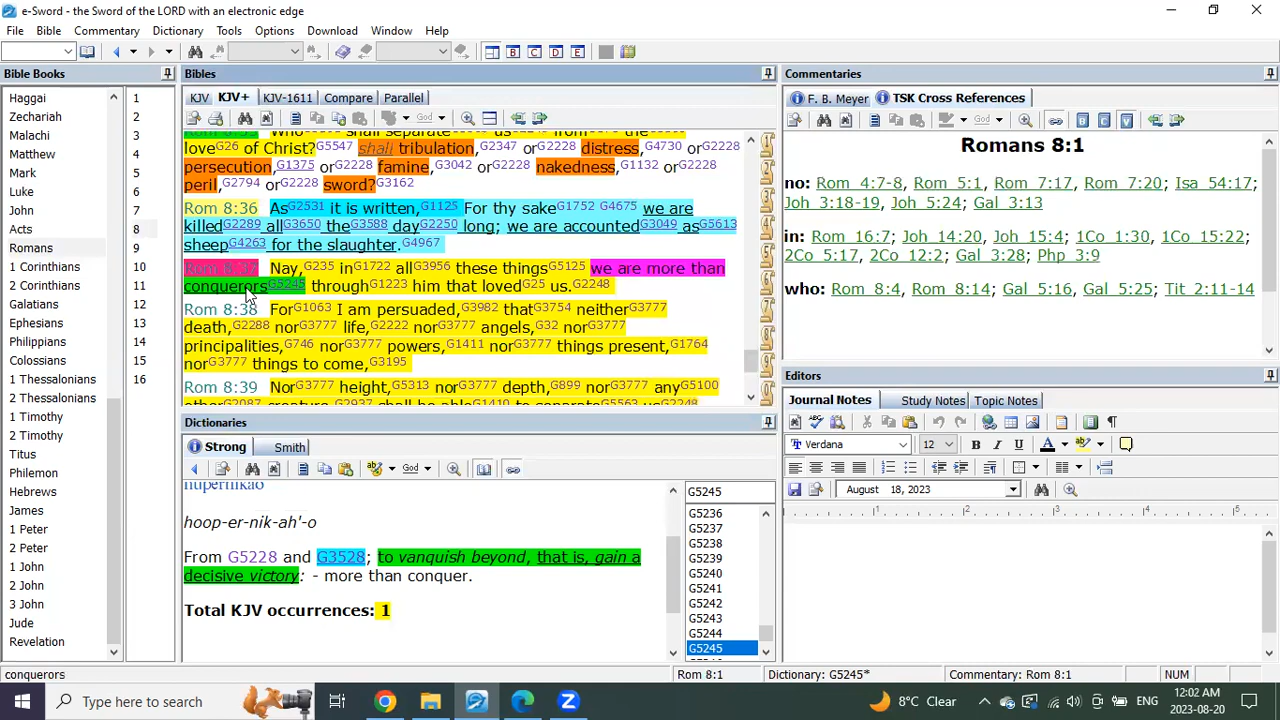 e-Sword - the Sword of the LORD with an electronic edge
File Bible Commentary Dictionary Tools Options Download Window Help
B C D E
Bible Books
Haggai
Zechariah
Malachi
Matthew
Mark
Luke
John
Acts
Romans
1 Corinthians
2 Corinthians
Galatians
Ephesians
Philippians
Colossians
1 Thessalonians
2 Thessalonians
1 Timothy
2 Timothy
Titus
Philemon
Hebrews
James
1 Peter
2 Peter
1 John
2 John
3 John
Jude
Revelation
1
2
3
4
5
6
7
8
9
10
11
12
13
14
15
16
Bibles
KJV KJV+ KJV-1611 Compare Parallel
God
love G26 of Christ? G5547 shall tribulation, G2347 or G2228 distress, G4730 or G2228
persecution, G1375 or G2228 famine, G3042 or G2228 nakedness, G1132 or G2228
peril, G2794 or G2228 sword? G3162
Rom 8:36 As G2531 it is written, G1125 For thy sake G1752 G4675 we are
killed G2289 all G3650 the G3588 day G2250 long; we are accounted G3049 as G5613
sheep G4263 for the slaughter. G4967
Rom 8:37 Nay, G235 in G1722 all G3956 these things G5125 we are more than
conquerors G5245 through G1223 him that loved G25 us. G2248
Rom 8:38 For G1063 I am persuaded, G3982 that G3754 neither G3777
death, G2288 nor G3777 life, G2222 nor G3777 angels, G32 nor G3777
principalities, G746 nor G3777 powers, G1411 nor G3777 things present, G1764
nor G3777 things to come, G3195
Rom 8:39 Nor G3777 height, G5313 nor G3777 depth, G899 nor G3777 any G5100
Dictionaries
Strong Smith
God
hupernikaō
hoop-er-nik-ah'-o
From G5228 and G3528; to vanquish beyond, that is, gain a
decisive victory: - more than conquer.
Total KJV occurrences: 1
G5245
G5236
G5237
G5238
G5239
G5240
G5241
G5242
G5243
G5244
G5245
Commentaries
F. B. Meyer TSK Cross References
God B C V
Romans 8:1
no: Rom 4:7-8, Rom 5:1, Rom 7:17, Rom 7:20; Isa 54:17;
Joh 3:18-19, Joh 5:24; Gal 3:13
in: Rom 16:7; Joh 14:20, Joh 15:4; 1Co 1:30, 1Co 15:22;
2Co 5:17, 2Co 12:2; Gal 3:28; Php 3:9
who: Rom 8:4, Rom 8:14; Gal 5:16, Gal 5:25; Tit 2:11-14
Editors
Journal Notes Study Notes Topic Notes
Verdana 12 B I U A
August 18, 2023
1 2 3 4 5
conquerors Rom 8:1 Dictionary: G5245* Commentary: Rom 8:1 NUM
Type here to search 8°C Clear ENG 12:02 AM
2023-08-20